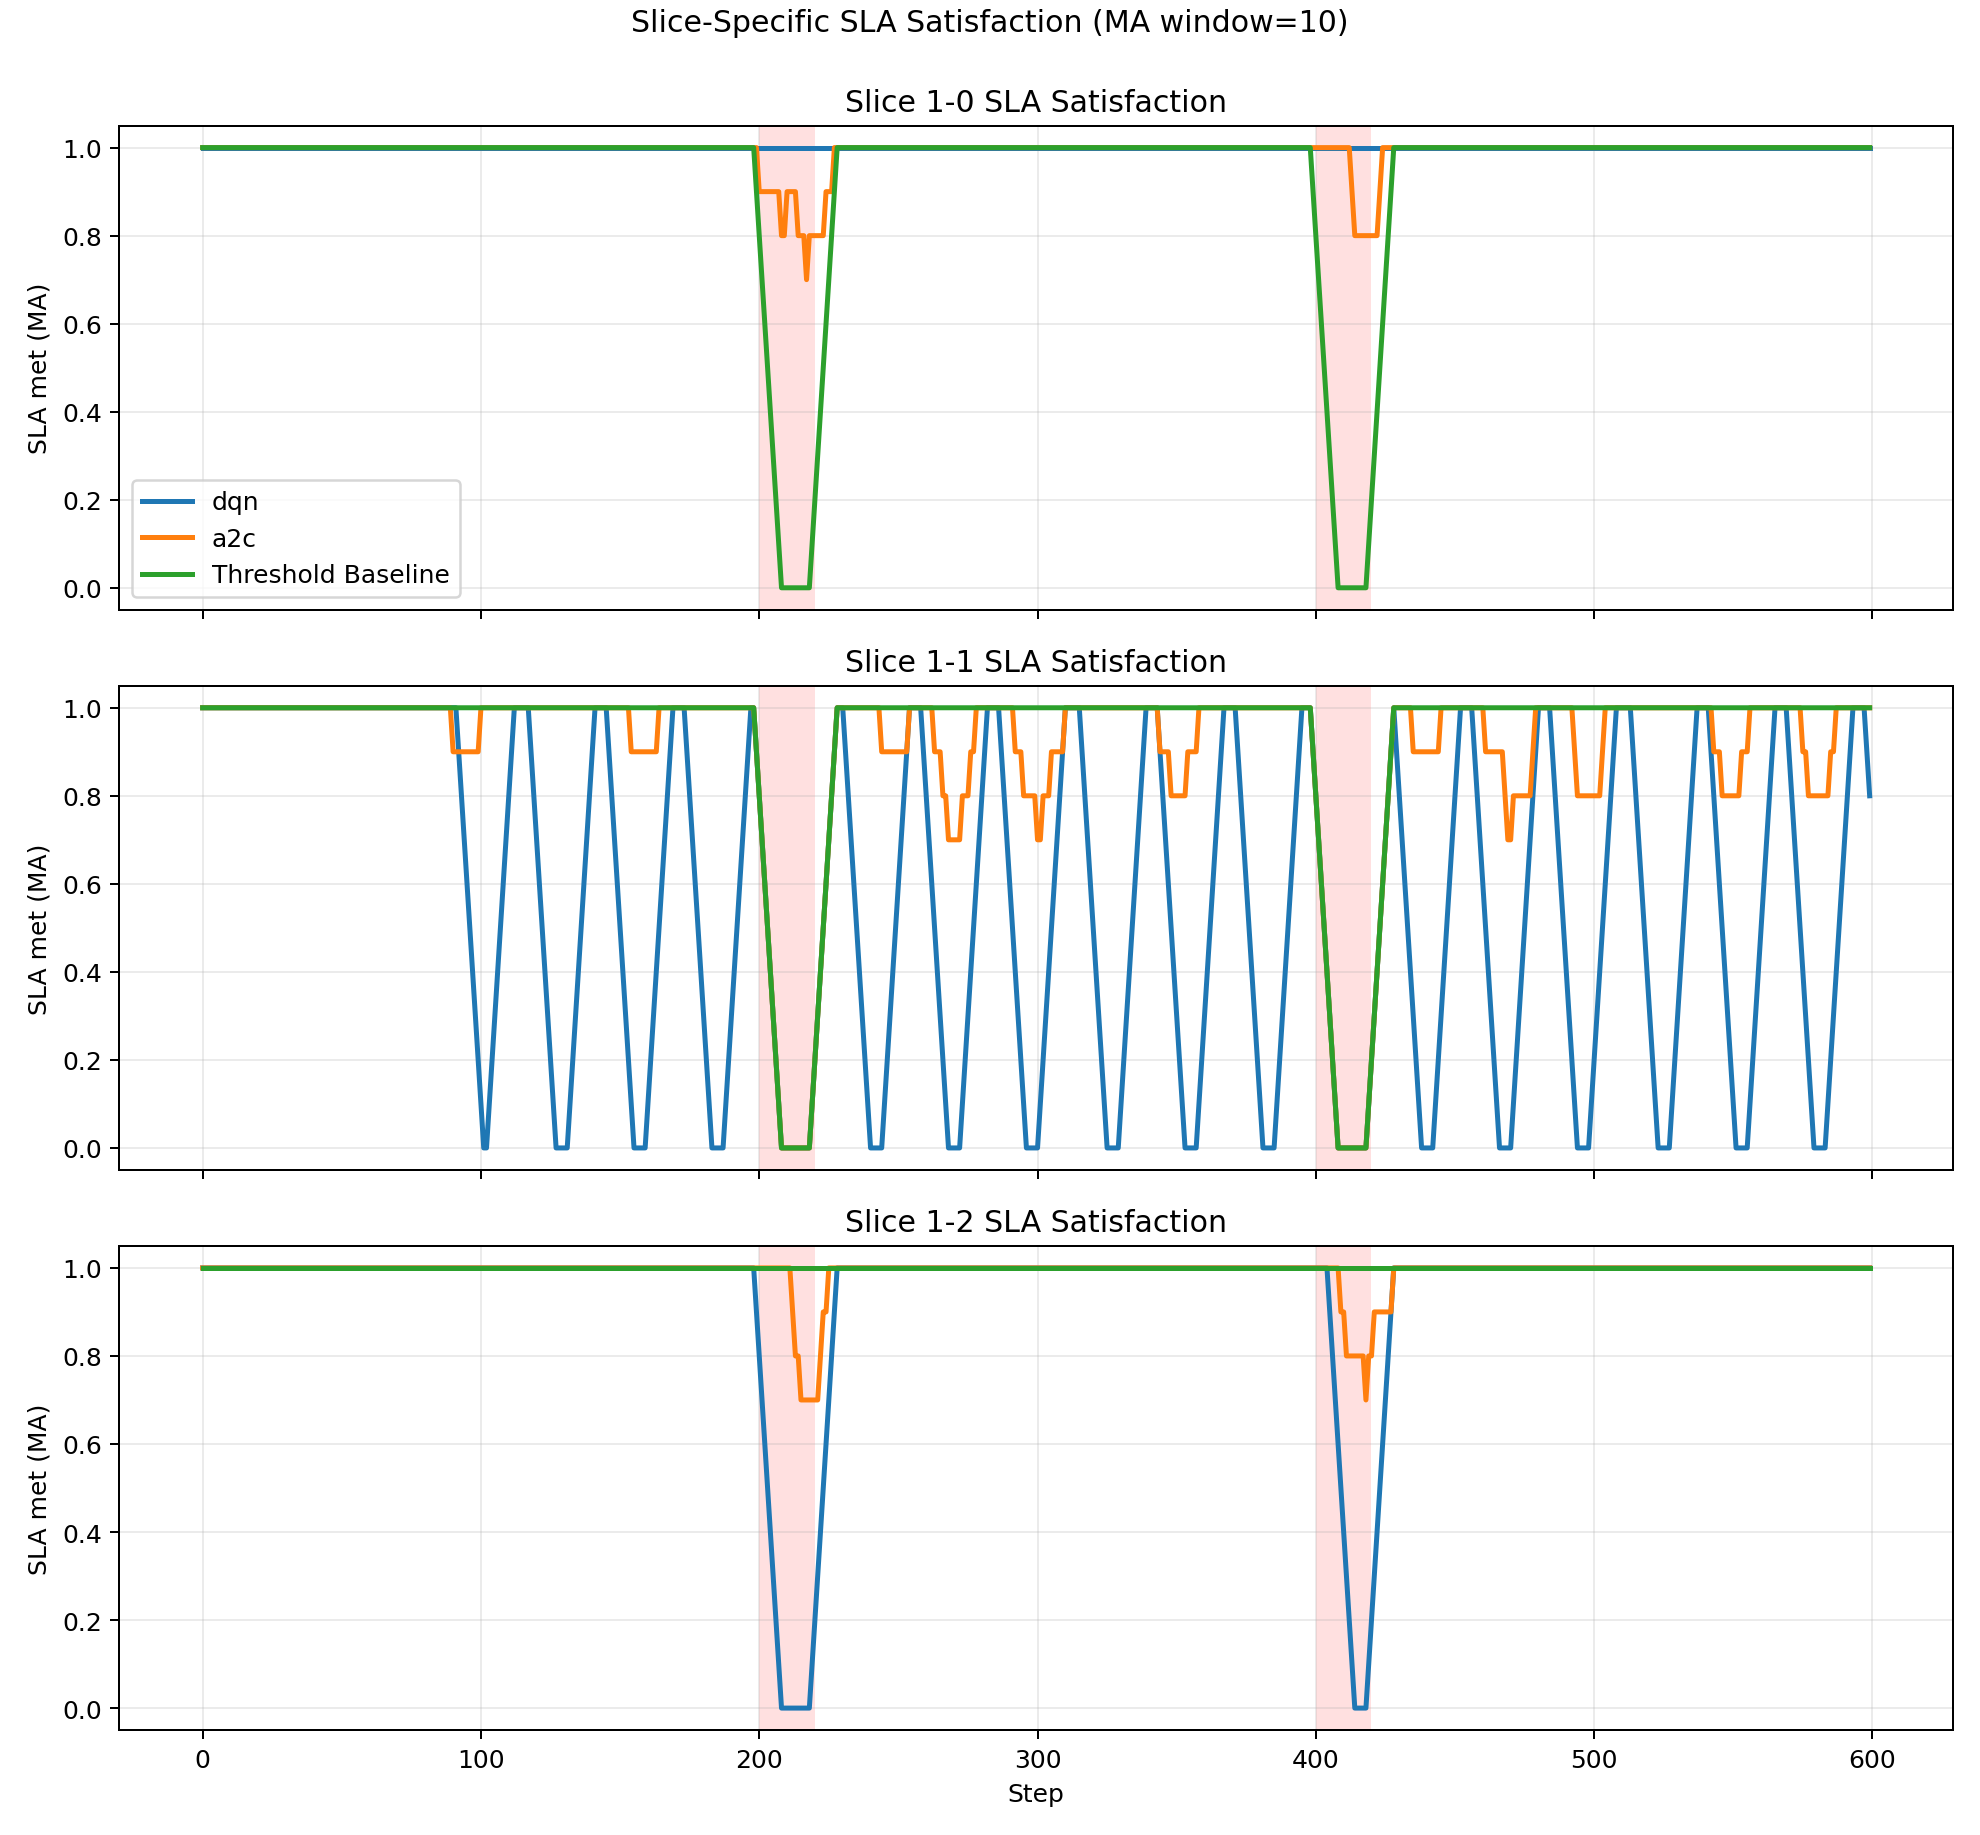 Slice-Specific SLA Satisfaction (MA window=10)
Slice 1-0 SLA Satisfaction
SLA met (MA)
1.0
0.8
0.6
0.4
0.2
0.0
dqn
a2c
Threshold Baseline
Slice 1-1 SLA Satisfaction
SLA met (MA)
1.0
0.8
0.6
0.4
0.2
0.0
Slice 1-2 SLA Satisfaction
SLA met (MA)
1.0
0.8
0.6
0.4
0.2
0.0
0 100 200 300 400 500 600
Step